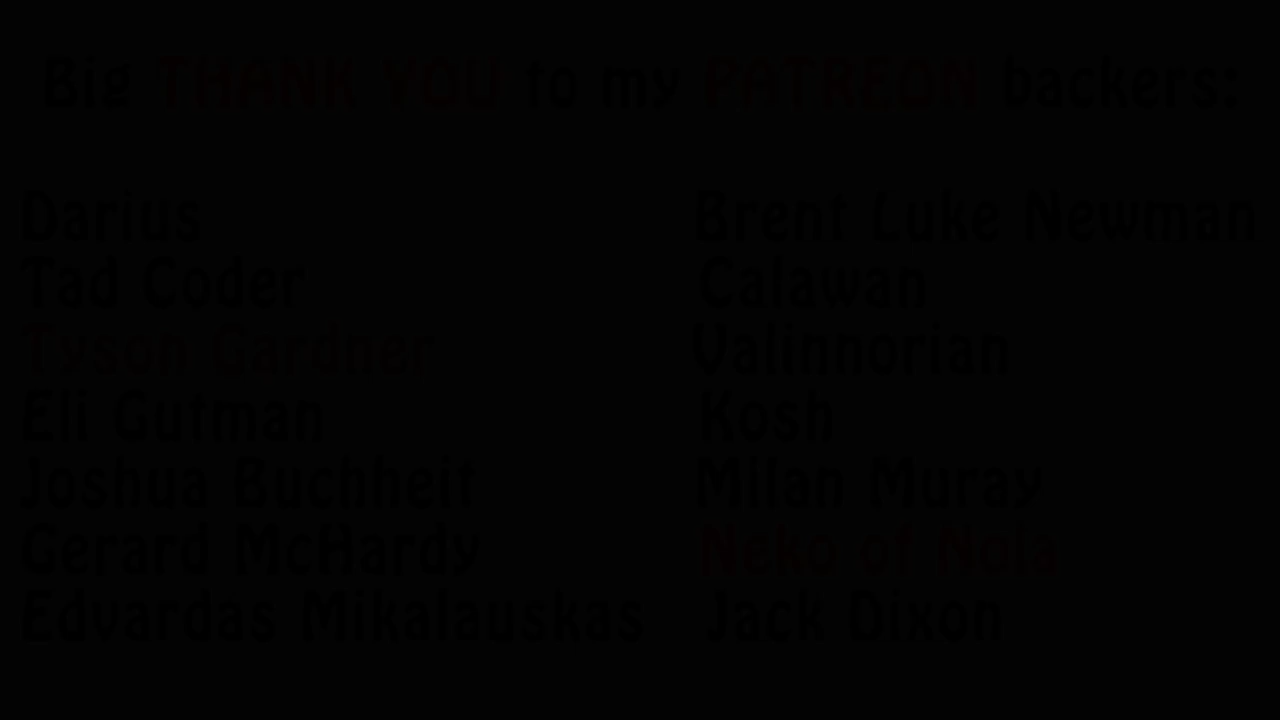 Big THANK YOU to my PATREON backers:
Darius
Tad Coder
Tyson Gardner
Eli Gutman
Joshua Buchheit
Gerard McHardy
Edvardas Mikalauskas
Brent Luke Newman
Calawan
Valinnorian
Kosh
Milan Muray
Neko of Nola
Jack Dixon